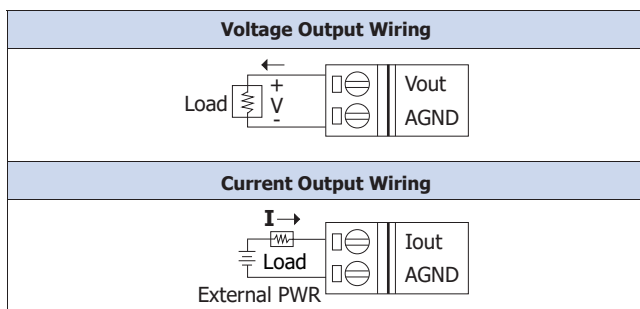 Voltage Output Wiring
Load
+
V
-
Vout
AGND
Current Output Wiring
I
Load
External PWR
Iout
AGND